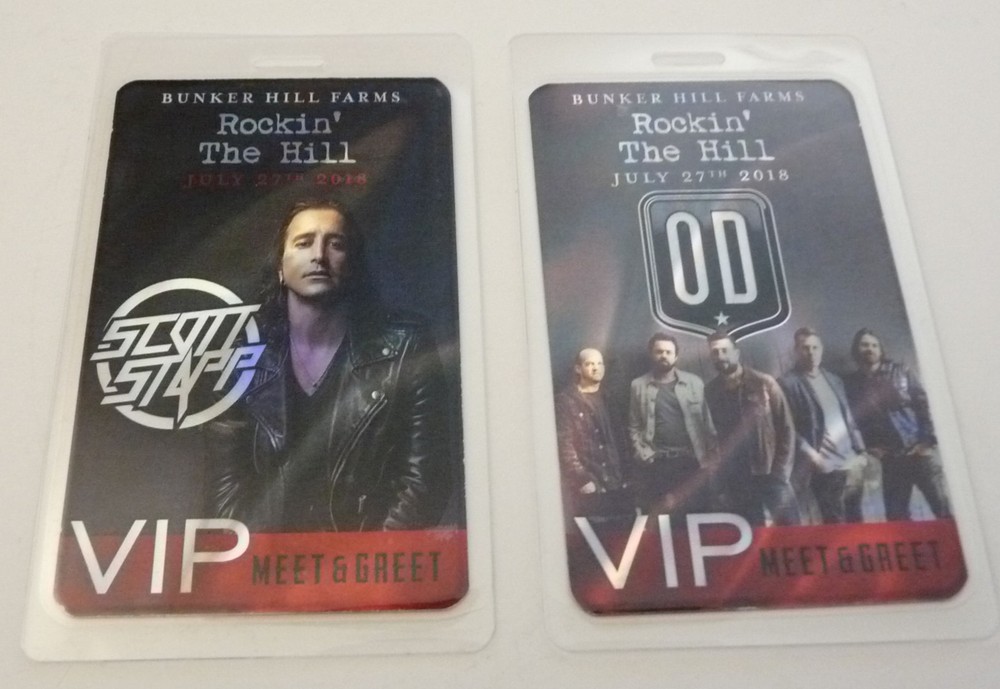 BUNKER HILL FARMS
Rockin'
The Hill
JULY 27TH 2018
SCOTT
STAPP
VIP MEET & GREET
BUNKER HILL FARMS
Rockin'
The Hill
JULY 27TH 2018
OD
VIP MEET & GREET